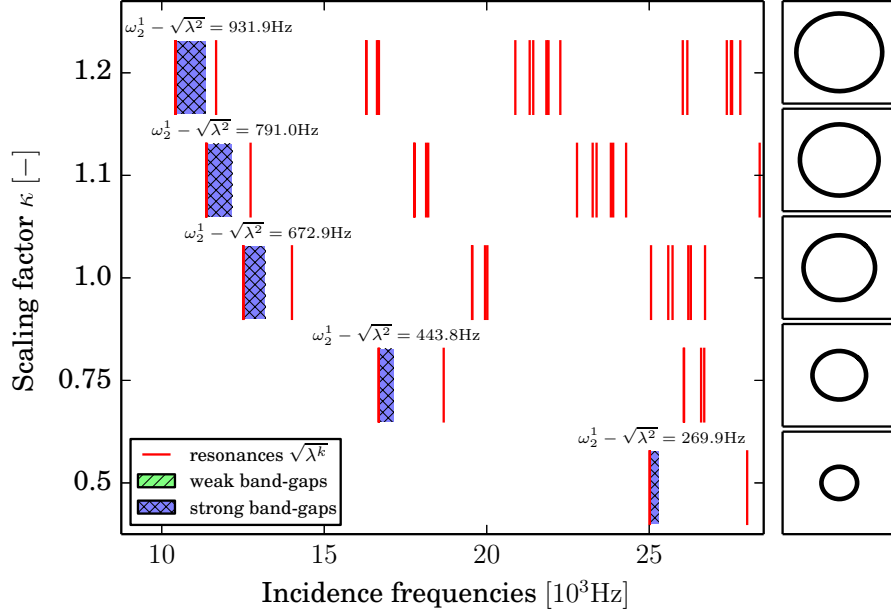 ω₂¹ − √λ² = 931.9Hz
1.2
ω₂¹ − √λ² = 791.0Hz
1.1
ω₂¹ − √λ² = 672.9Hz
1.0
ω₂¹ − √λ² = 443.8Hz
0.75
ω₂¹ − √λ² = 269.9Hz
0.5
Scaling factor κ [−]
resonances √λᵏ
weak band-gaps
strong band-gaps
10 15 20 25
Incidence frequencies [10³Hz]